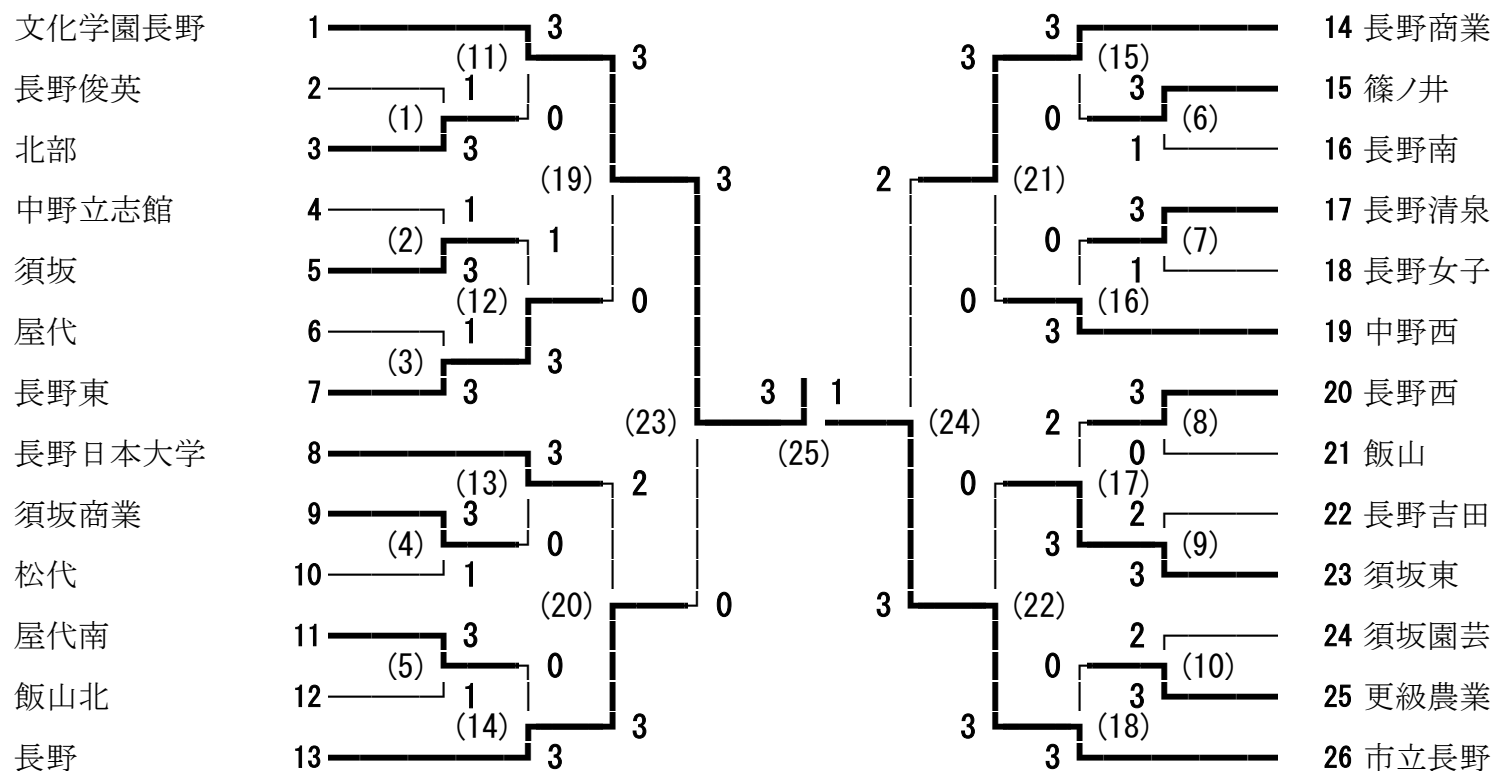 文化学園長野 1 3 3 14 長野商業
(11) 3 3 (15)
長野俊英 2 1 3 15 篠ノ井
(1) 0 0 (6)
北部 3 3 1 16 長野南
(19) 3 2 (21)
中野立志館 4 1 3 17 長野清泉
(2) 1 0 (7)
須坂 5 3 1 18 長野女子
(12) 0 0 (16)
屋代 6 1 3 19 中野西
(3) 3
長野東 7 3 3 1 3 20 長野西
(23) (24) 2 (8)
長野日本大学 8 3 (25) 0 21 飯山
(13) 2 0 (17)
須坂商業 9 3 2 22 長野吉田
(4) 0 3 (9)
松代 10 1 3 23 須坂東
(20) 0 3 (22)
屋代南 11 3 2 24 須坂園芸
(5) 0 0 (10)
飯山北 12 1 3 25 更級農業
(14) 3 3 (18)
長野 13 3 3 26 市立長野